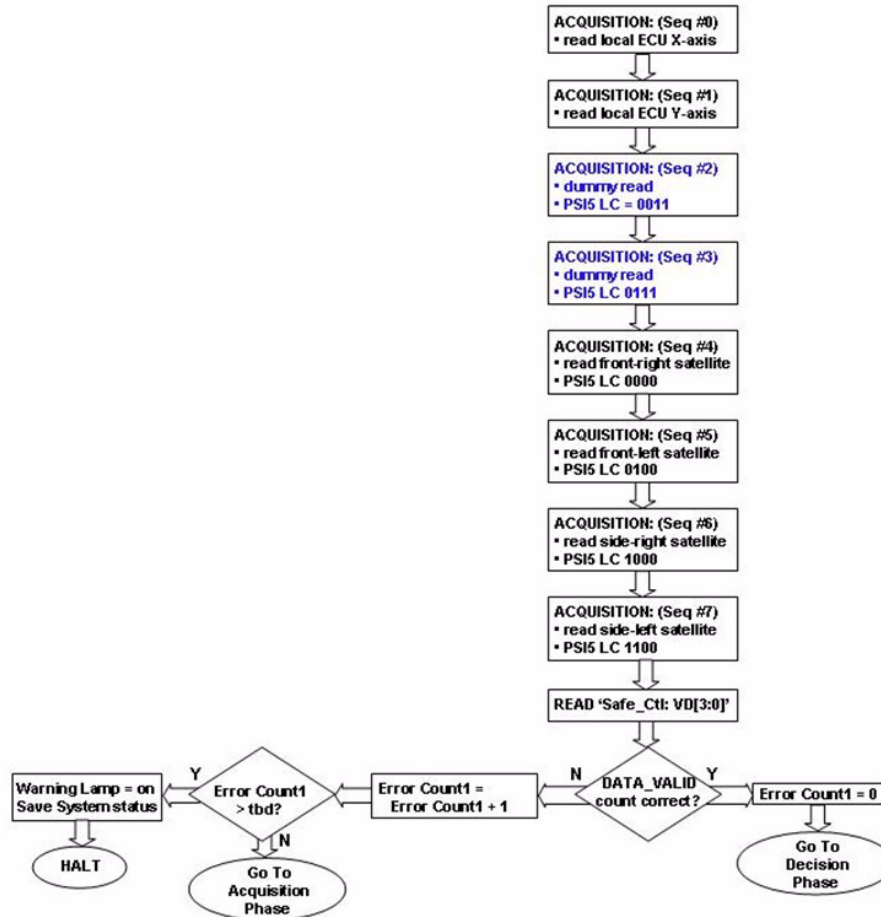 ACQUISITION: (Seq #0)
▪ read local ECU X-axis
ACQUISITION: (Seq #1)
▪ read local ECU Y-axis
ACQUISITION: (Seq #2)
▪ dummy read
▪ PSI5 LC = 0011
ACQUISITION: (Seq #3)
▪ dummy read
▪ PSI5 LC 0111
ACQUISITION: (Seq #4)
▪ read front-right satellite
▪ PSI5 LC 0000
ACQUISITION: (Seq #5)
▪ read front-left satellite
▪ PSI5 LC 0100
ACQUISITION: (Seq #6)
▪ read side-right satellite
▪ PSI5 LC 1000
ACQUISITION: (Seq #7)
▪ read side-left satellite
▪ PSI5 LC 1100
READ ‘Safe_Ctl: VD[3:0]’
DATA_VALID
count correct?
Y
Error Count1 = 0
Go To
Decision
Phase
N
Error Count1 =
Error Count1 + 1
Error Count1
> tbd?
Y
Warning Lamp = on
Save System status
HALT
N
Go To
Acquisition
Phase